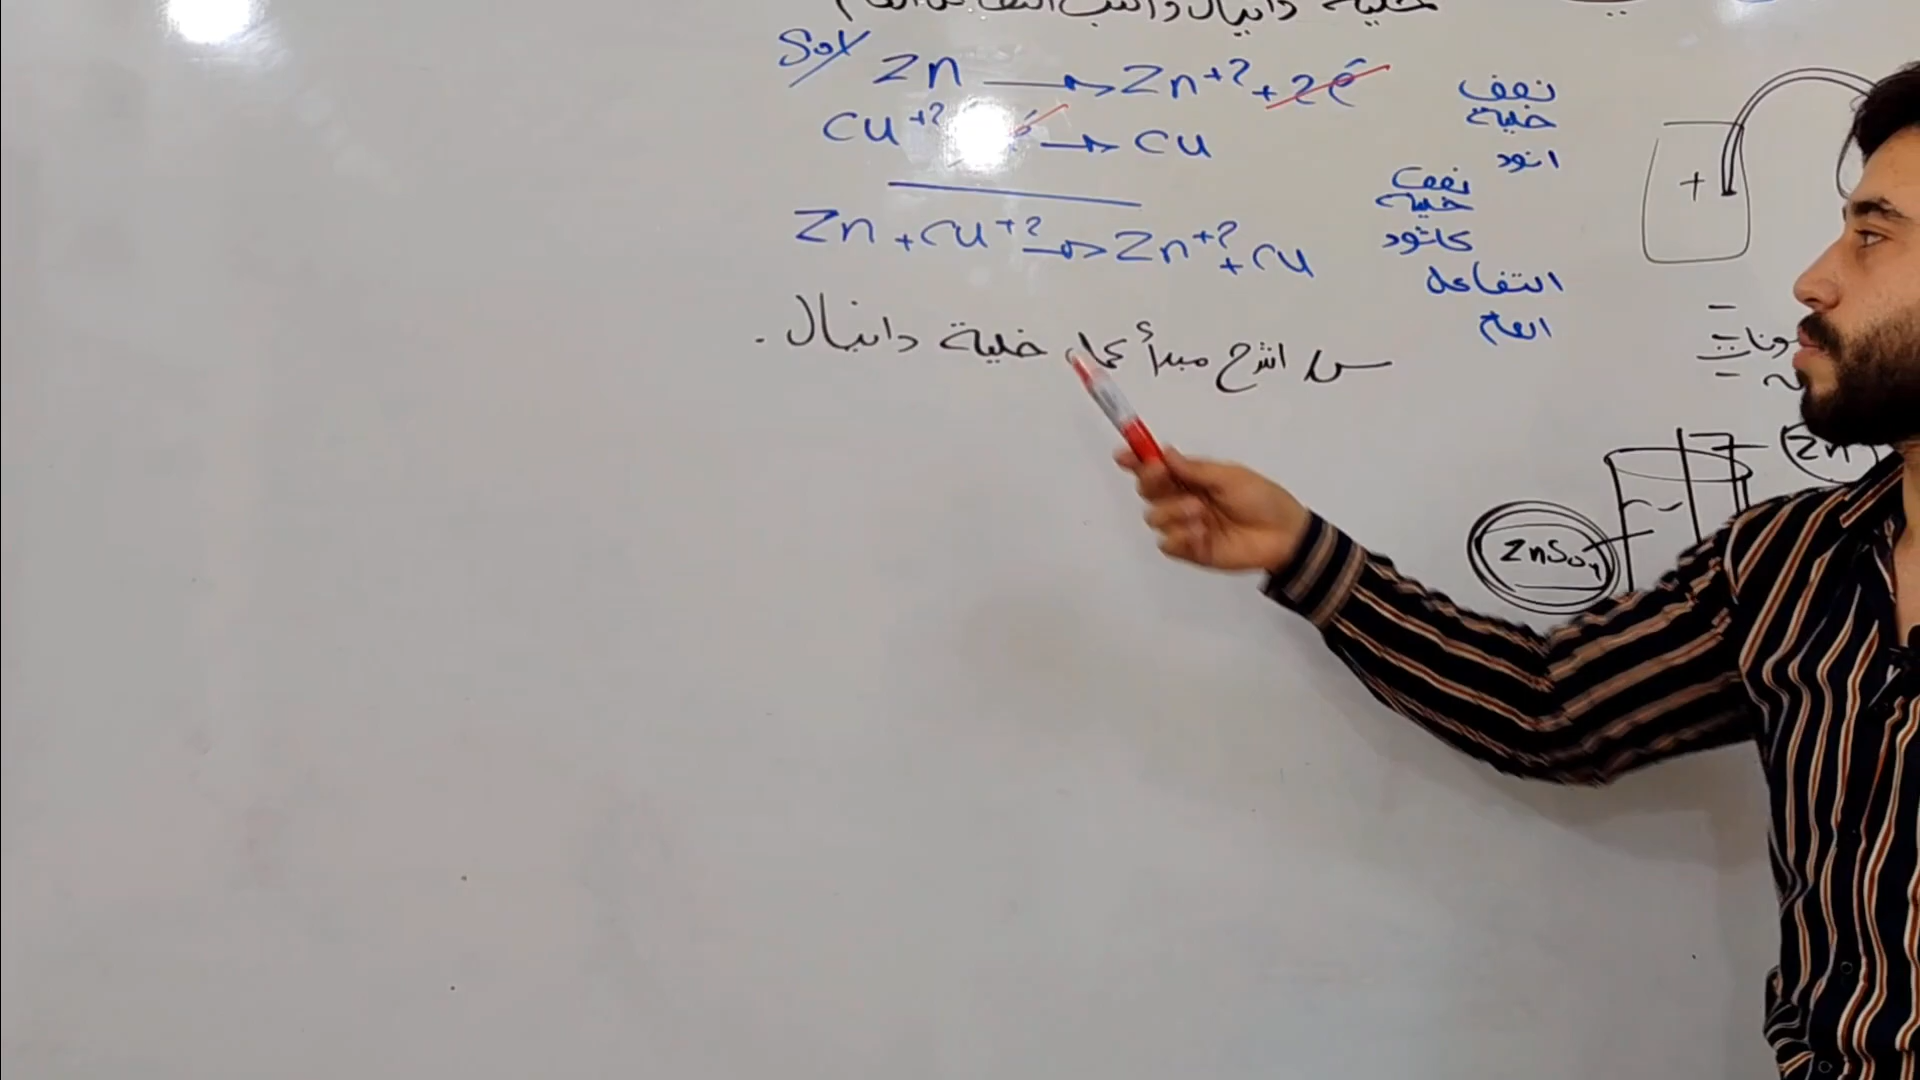 خلية دانيال واكتب التفاعل العام
Sol/ Zn → Zn+2 + 2e نصف خلية انود
Cu+2 → Cu نصف خلية كاثود
Zn + Cu+2 → Zn+2 + Cu التفاعل العام
س/ اشرح مبدأ عمل خلية دانيال .
+
Zn
ZnSO4